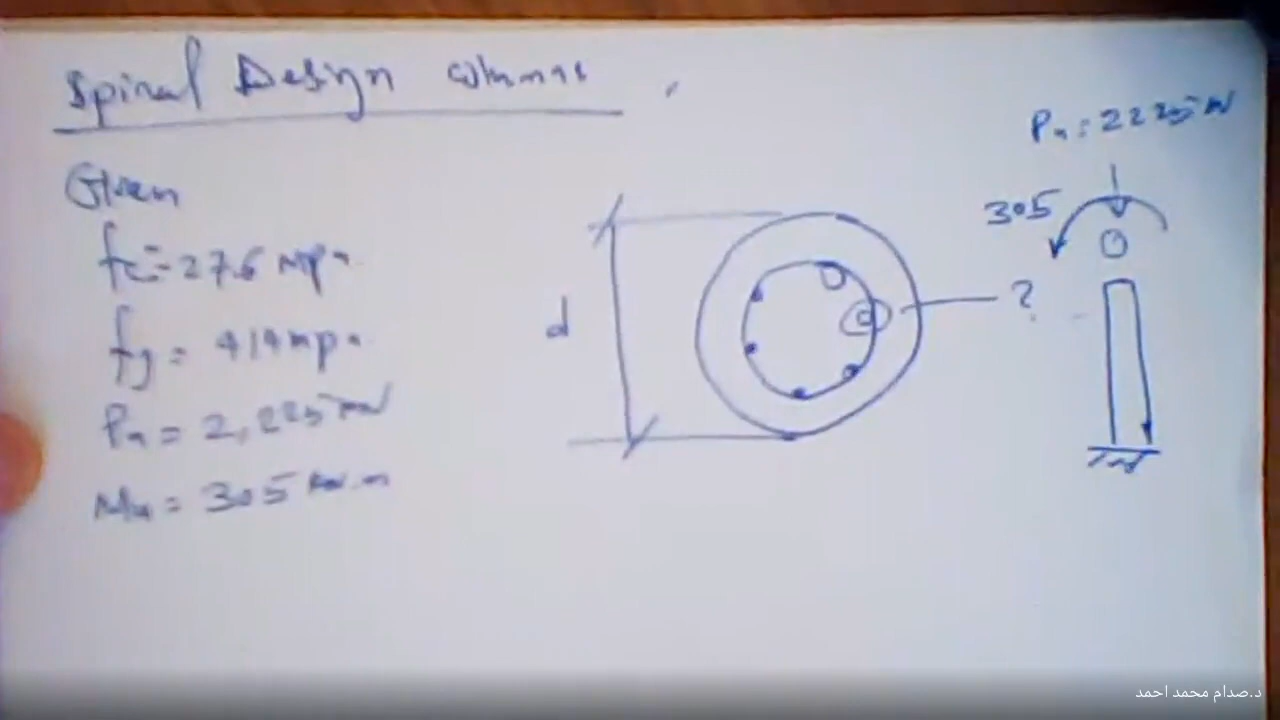 Spiral Design columns
Given
fc' = 27.6 mpa
fy = 414 mpa
Pu = 2,225 kN
Mu = 305 kN.m
d
?
305
Pu = 2225 kN
د.صدام محمد احمد